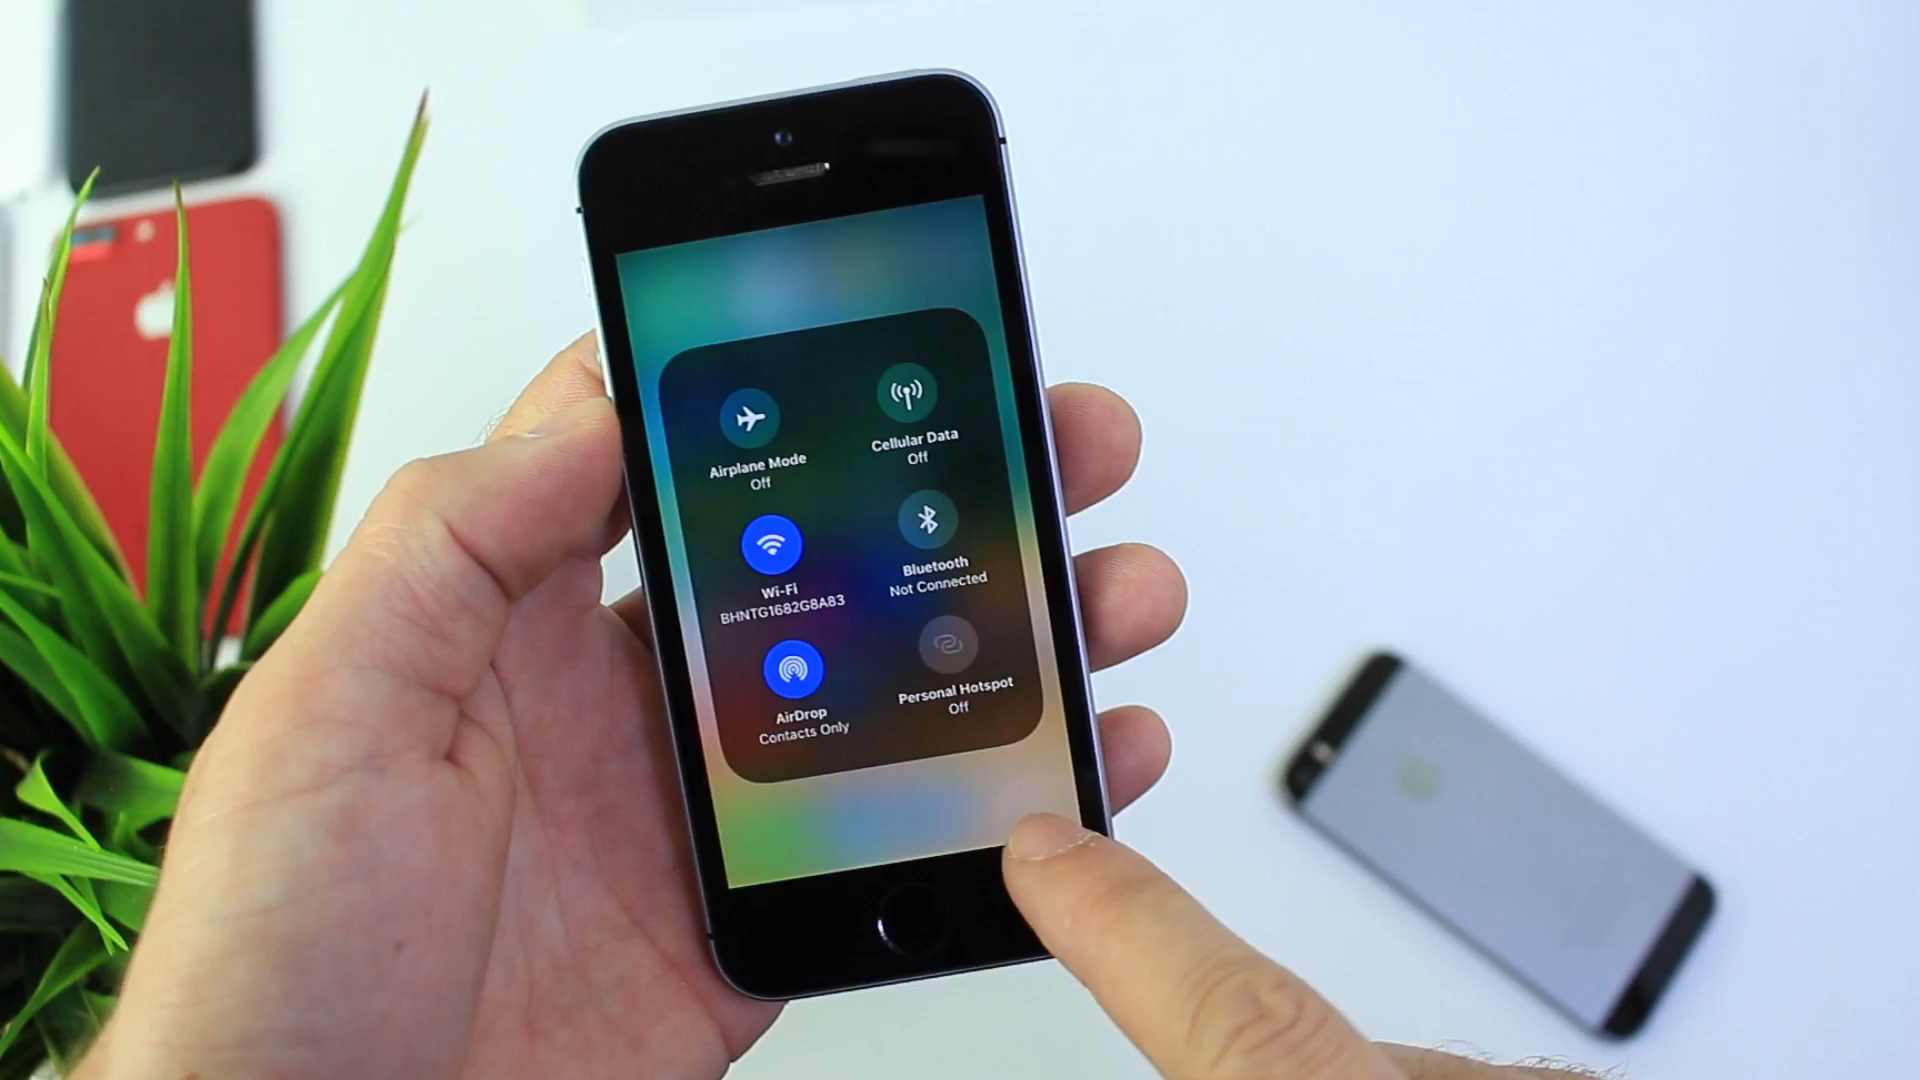 Airplane Mode
Off
Cellular Data
Off
Wi-Fi
BHNTG1682G8A83
Bluetooth
Not Connected
AirDrop
Contacts Only
Personal Hotspot
Off